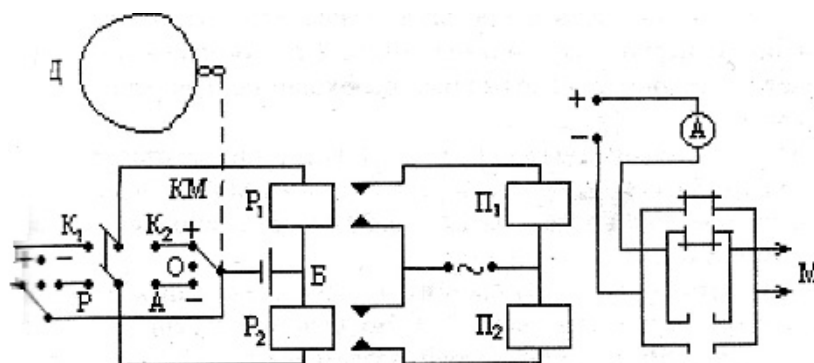 Д
+
−
А
КМ
Р₁
П₁
К₁
К₂
+
−
О
Б
М
Р
А
−
Р₂
~
П₂